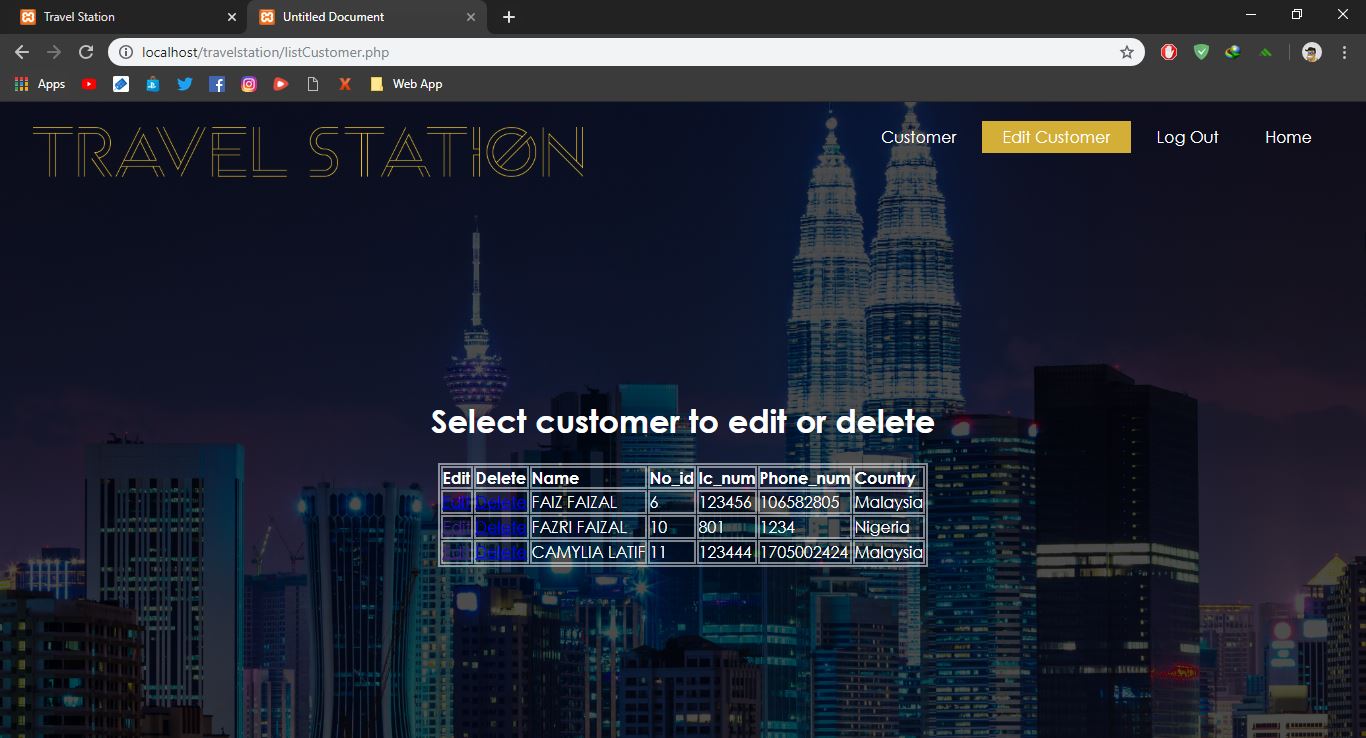 Travel Station
Untitled Document
localhost/travelstation/listCustomer.php
Apps
Web App
TRAVEL STATION
Customer Edit Customer Log Out Home
Select customer to edit or delete
Edit Delete Name No_id Ic_num Phone_num Country
Edit Delete FAIZ FAIZAL 6 123456 106582805 Malaysia
Edit Delete FAZRI FAIZAL 10 801 1234 Nigeria
Edit Delete CAMYLIA LATIF 11 123444 1705002424 Malaysia